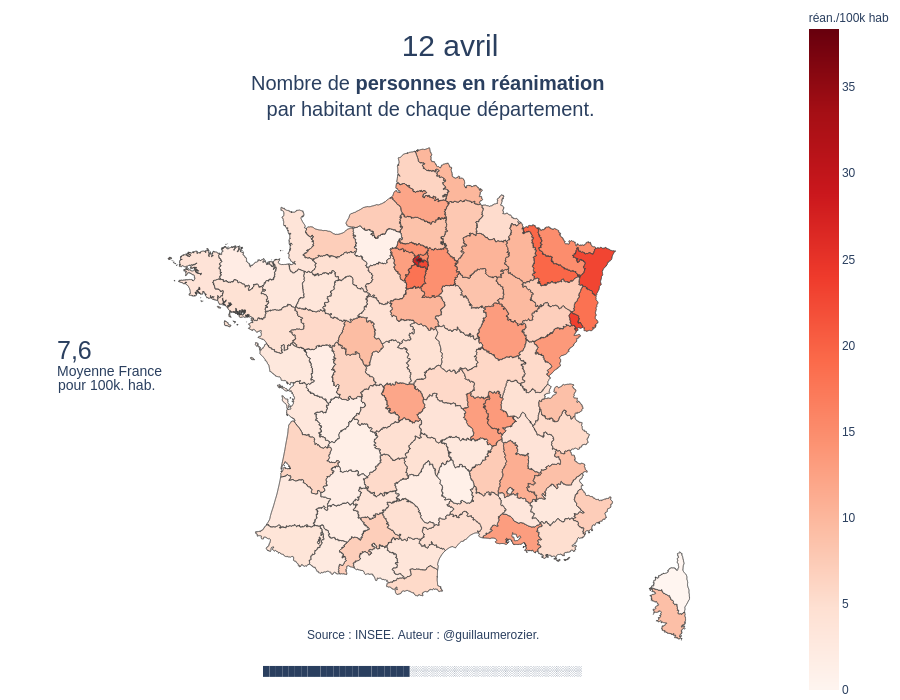 réan./100k hab
12 avril
Nombre de personnes en réanimation
par habitant de chaque département.
35
30
25
20
15
10
5
0
7,6
Moyenne France
pour 100k. hab.
Source : INSEE. Auteur : @guillaumerozier.